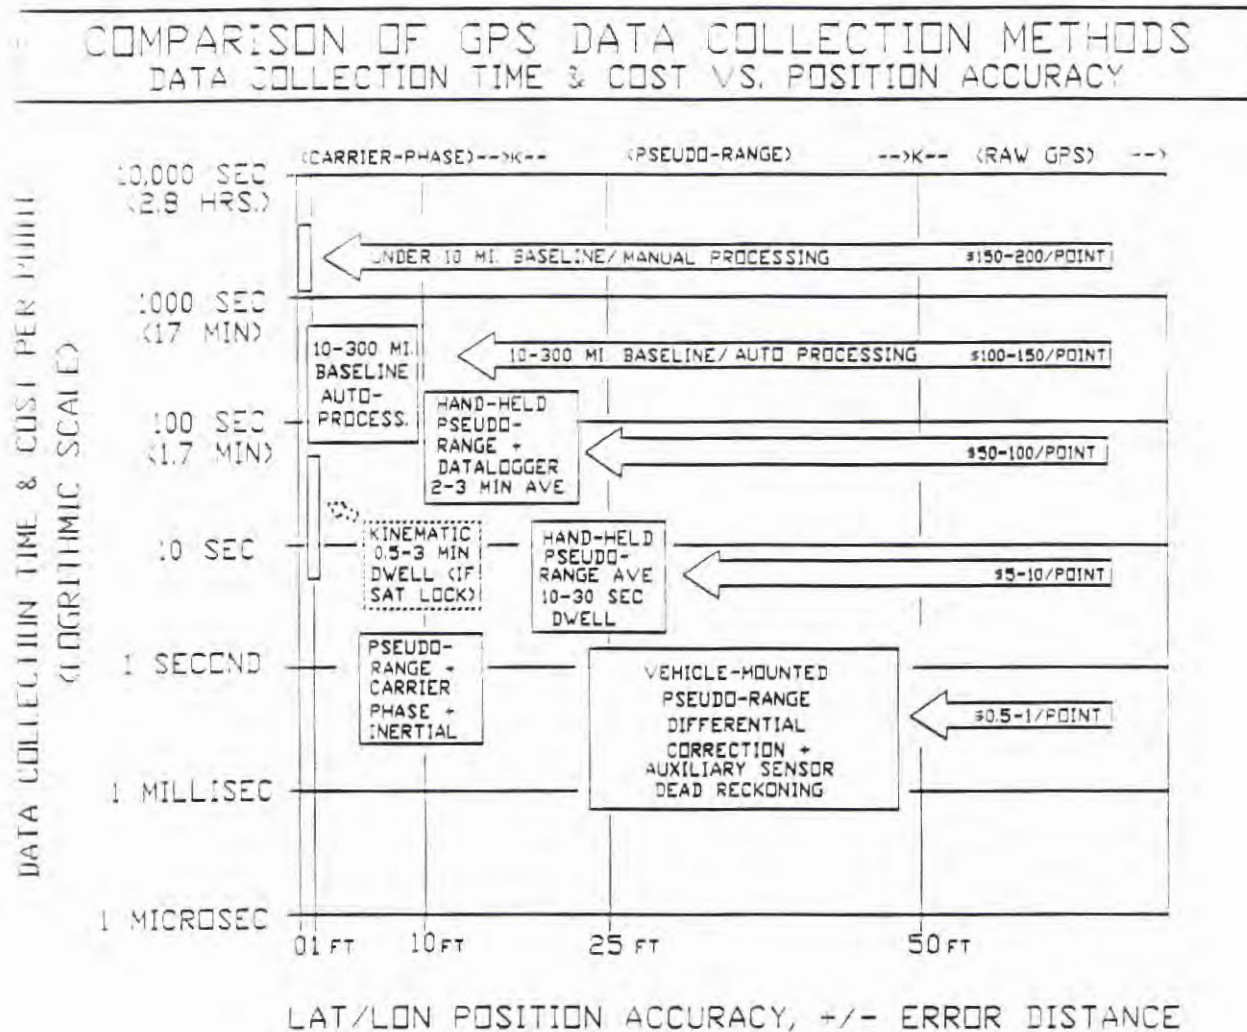 COMPARISON OF GPS DATA COLLECTION METHODS
DATA COLLECTION TIME & COST VS. POSITION ACCURACY
DATA COLLECTION TIME & COST PER POINT
(LOGRITHMIC SCALE)
(CARRIER-PHASE)-->K-- (PSEUDO-RANGE) -->K-- (RAW GPS) -->
10,000 SEC
(2.8 HRS.)
UNDER 10 MI. BASELINE/MANUAL PROCESSING $150-200/POINT
1000 SEC
(17 MIN)
10-300 MI.
BASELINE
AUTO-
PROCESS.
10-300 MI. BASELINE/AUTO PROCESSING $100-150/POINT
100 SEC
(1.7 MIN)
HAND-HELD
PSEUDO-
RANGE +
DATALOGGER
2-3 MIN AVE
$50-100/POINT
10 SEC
KINEMATIC
0.5-3 MIN
DWELL (IF
SAT LOCK)
HAND-HELD
PSEUDO-
RANGE AVE
10-30 SEC
DWELL
$5-10/POINT
1 SECOND
PSEUDO-
RANGE +
CARRIER
PHASE +
INERTIAL
VEHICLE-MOUNTED
PSEUDO-RANGE
DIFFERENTIAL
CORRECTION +
AUXILIARY SENSOR
DEAD RECKONING
$0.5-1/POINT
1 MILLISEC
1 MICROSEC
01 FT 10 FT 25 FT 50 FT
LAT/LON POSITION ACCURACY, +/- ERROR DISTANCE